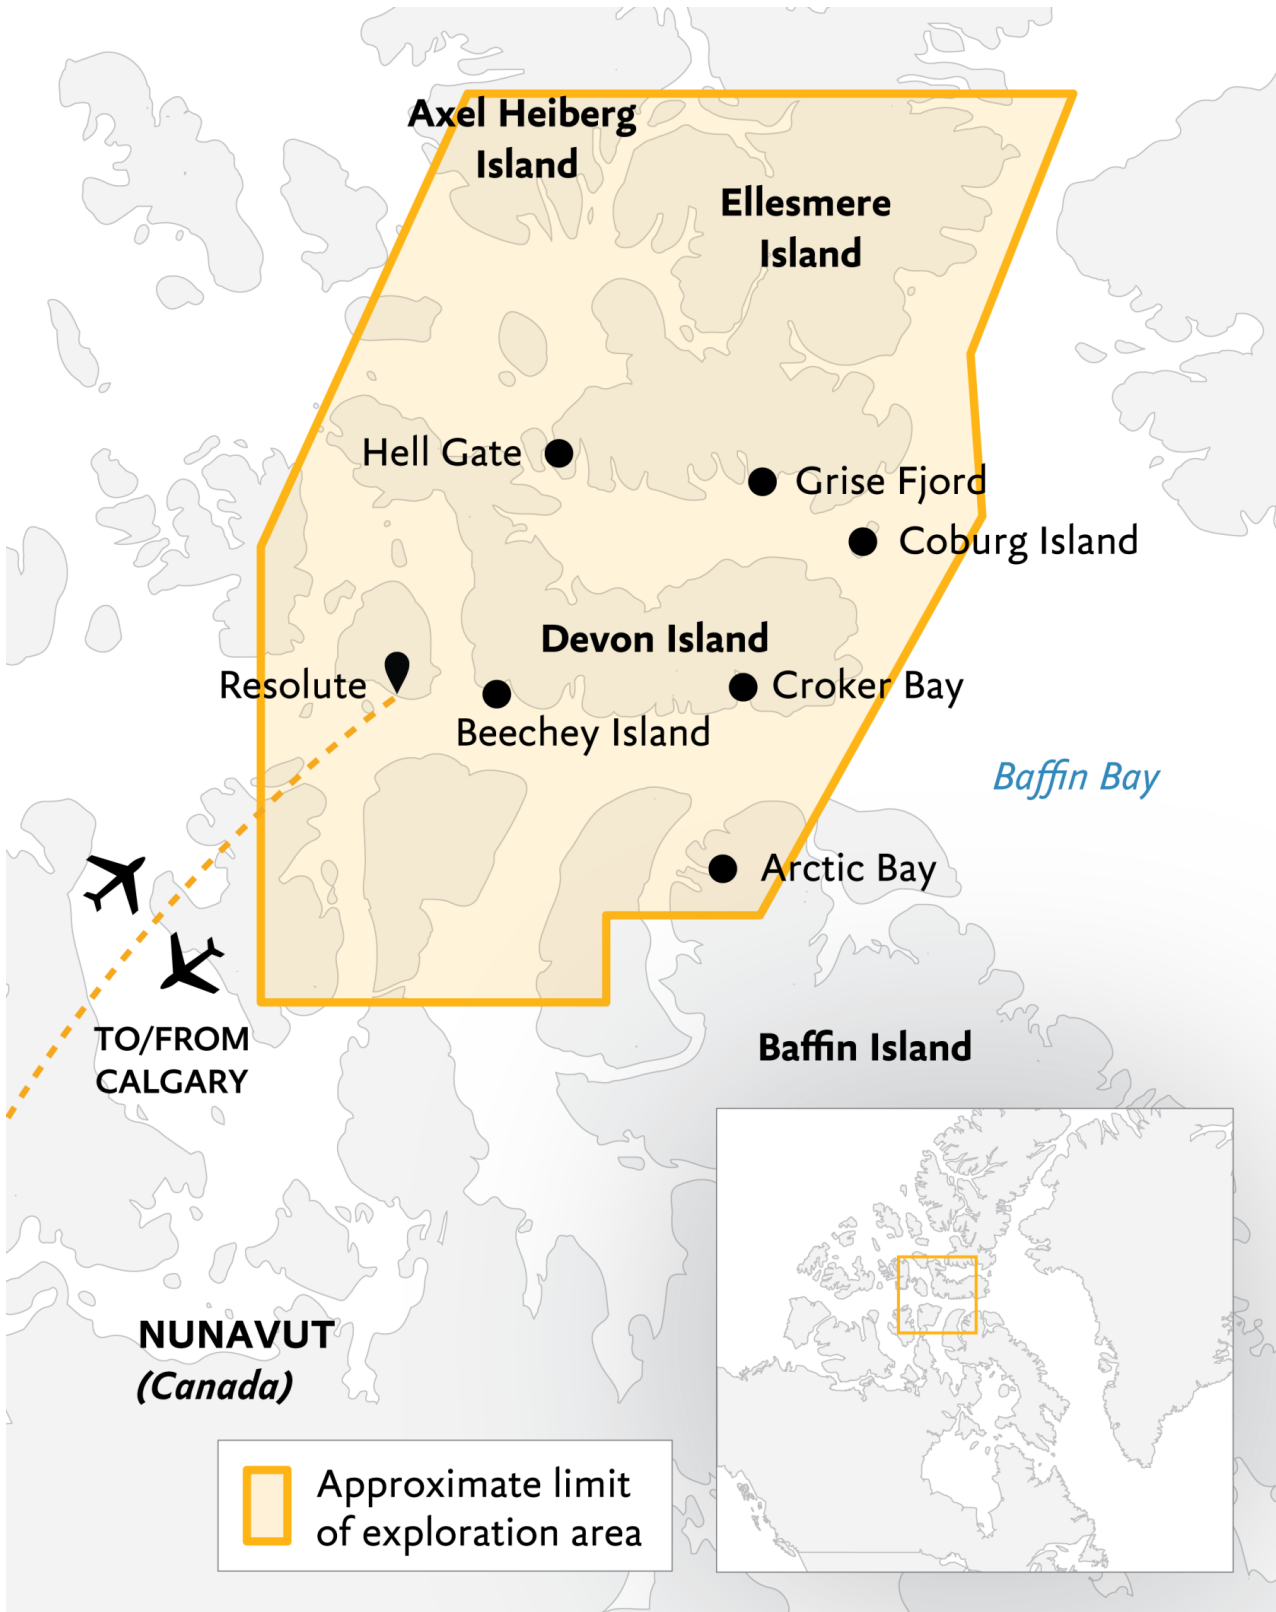 Axel Heiberg
Island
Ellesmere
Island
Hell Gate
Grise Fjord
Coburg Island
Devon Island
Resolute
Croker Bay
Beechey Island
Baffin Bay
Arctic Bay
TO/FROM
CALGARY
Baffin Island
NUNAVUT
(Canada)
Approximate limit
of exploration area